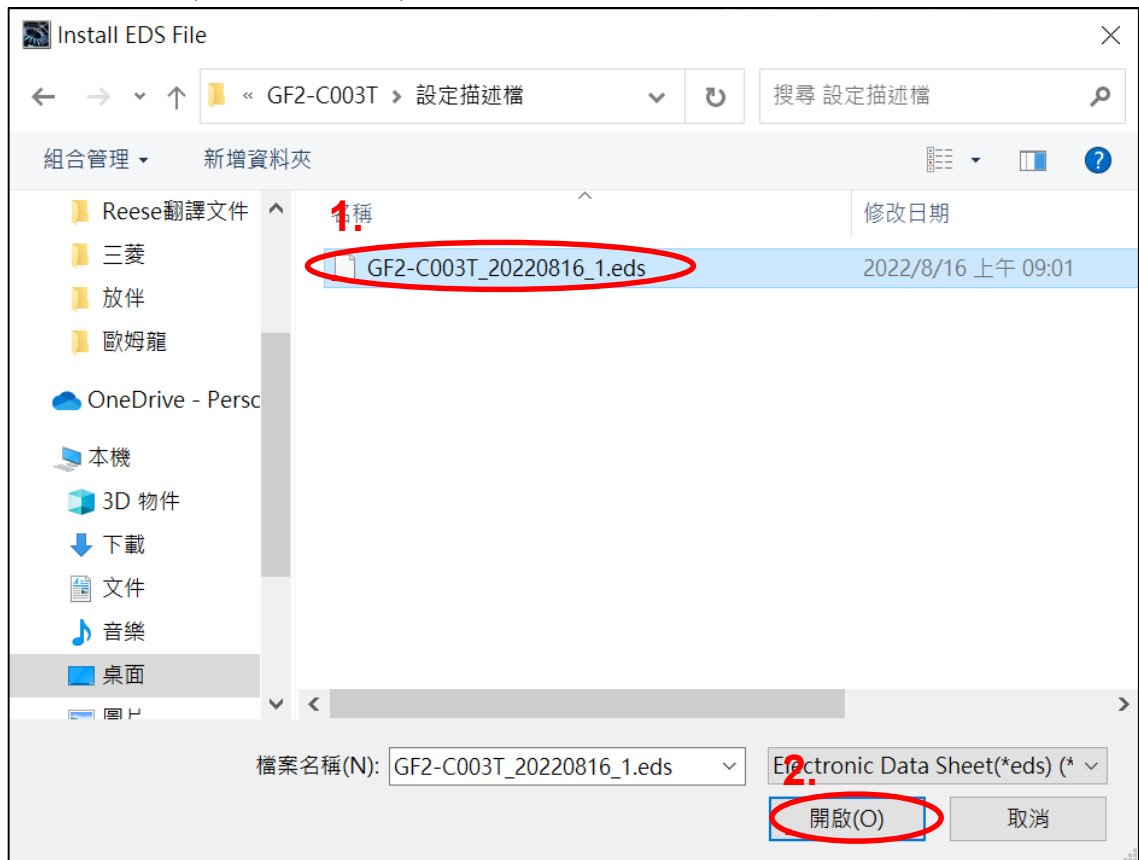 Install EDS File
« GF2-C003T › 設定描述檔
搜尋 設定描述檔
組合管理
新增資料夾
?
1.
名稱
修改日期
GF2-C003T_20220816_1.eds
2022/8/16 上午 09:01
Reese翻譯文件
三菱
放伴
歐姆龍
OneDrive - Persc
本機
3D 物件
下載
文件
音樂
桌面
檔案名稱(N):
GF2-C003T_20220816_1.eds
Electronic Data Sheet(*eds) (*
2.
開啟(O)
取消